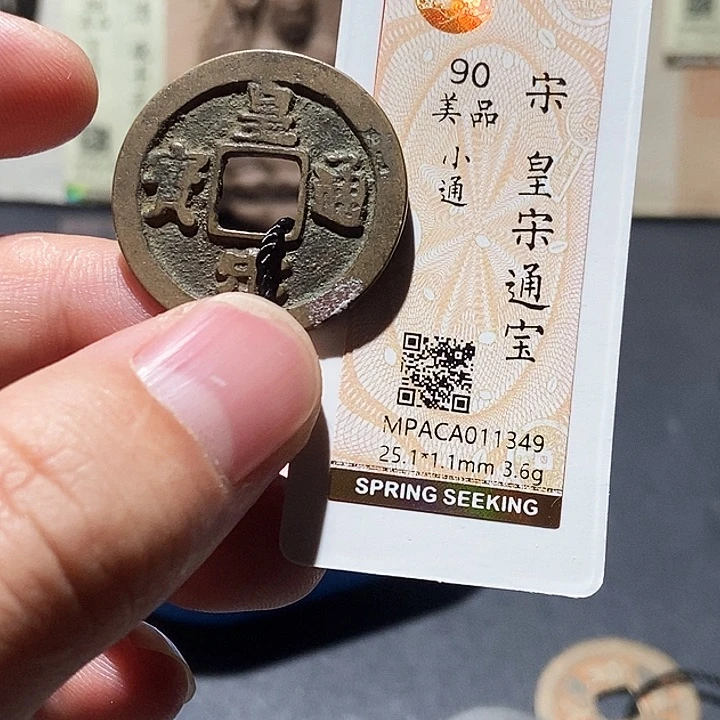 皇
通
寶
宋 皇宋通宝
90
美品
小通
MPACA011349
25.1*1.1mm 3.6g
SPRING SEEKING